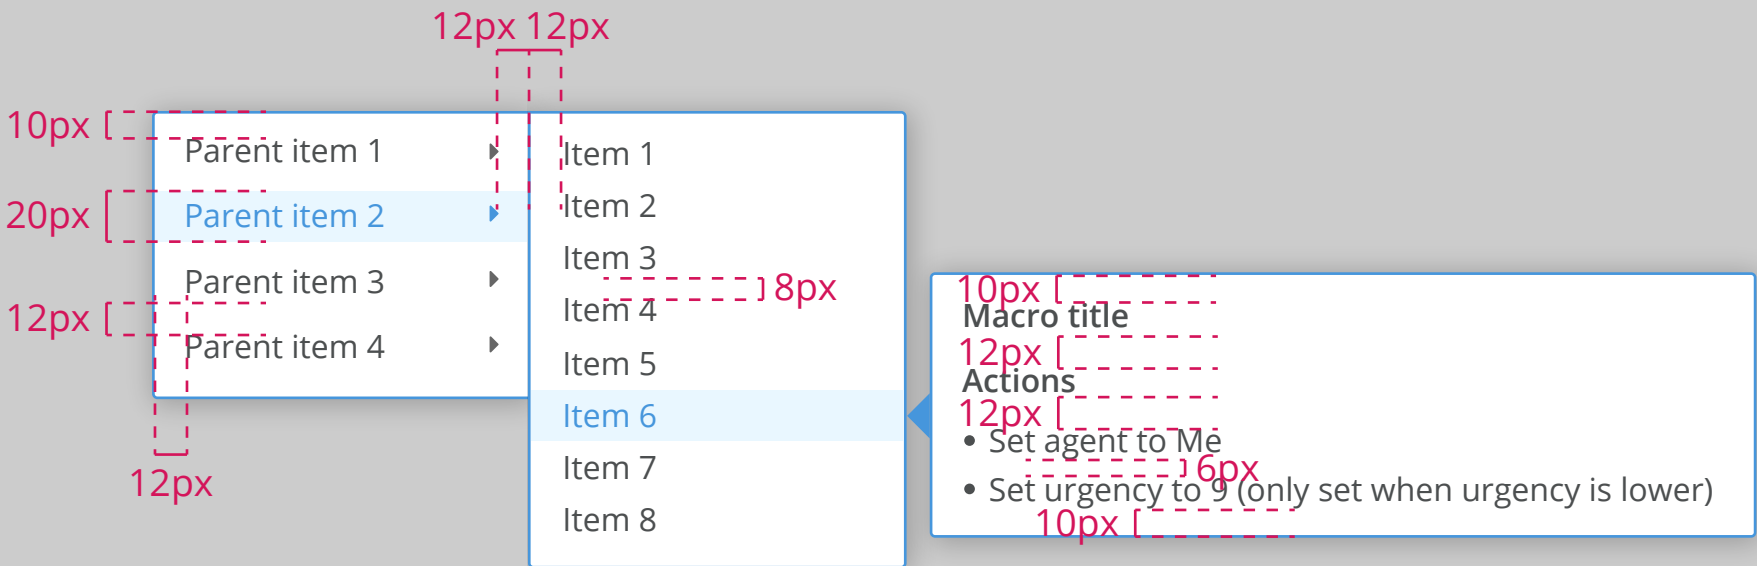 12px 12px
10px
Parent item 1
20px
Parent item 2
Parent item 3
12px
Parent item 4
12px
Item 1
Item 2
Item 3
8px
Item 4
Item 5
Item 6
Item 7
Item 8
10px
Macro title
12px
Actions
12px
• Set agent to Me
6px
• Set urgency to 9 (only set when urgency is lower)
10px